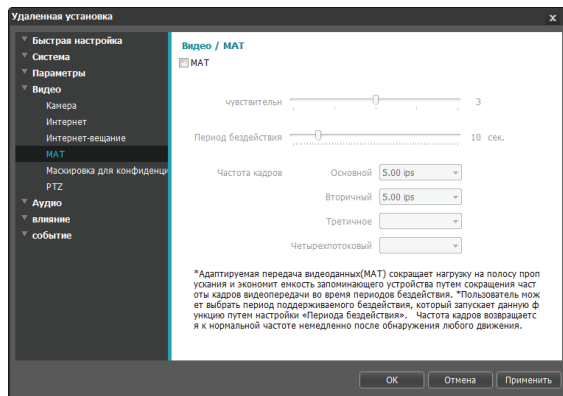 Удаленная установка
x
Быстрая настройка
Система
Параметры
Видео
Камера
Интернет
Интернет-вещание
MAT
Маскировка для конфиденци
PTZ
Аудио
влияние
событие
Видео / MAT
MAT
чувствительн 3
Период бездействия 10 сек.
Частота кадров Основной 5.00 ips
Вторичный 5.00 ips
Третичное
Четырехпотоковый
*Адаптируемая передача видеоданных(MAT) сокращает нагрузку на полосу проп
ускания и экономит емкость запоминающего устройства путем сокращения част
оты кадров видеопередачи во время периодов бездействия. *Пользователь мож
ет выбрать период поддерживаемого бездействия, который запускает данную ф
ункцию путем настройки «Периода бездействия». Частота кадров возвращаетс
я к нормальной частоте немедленно после обнаружения любого движения.
OK Отмена Применить